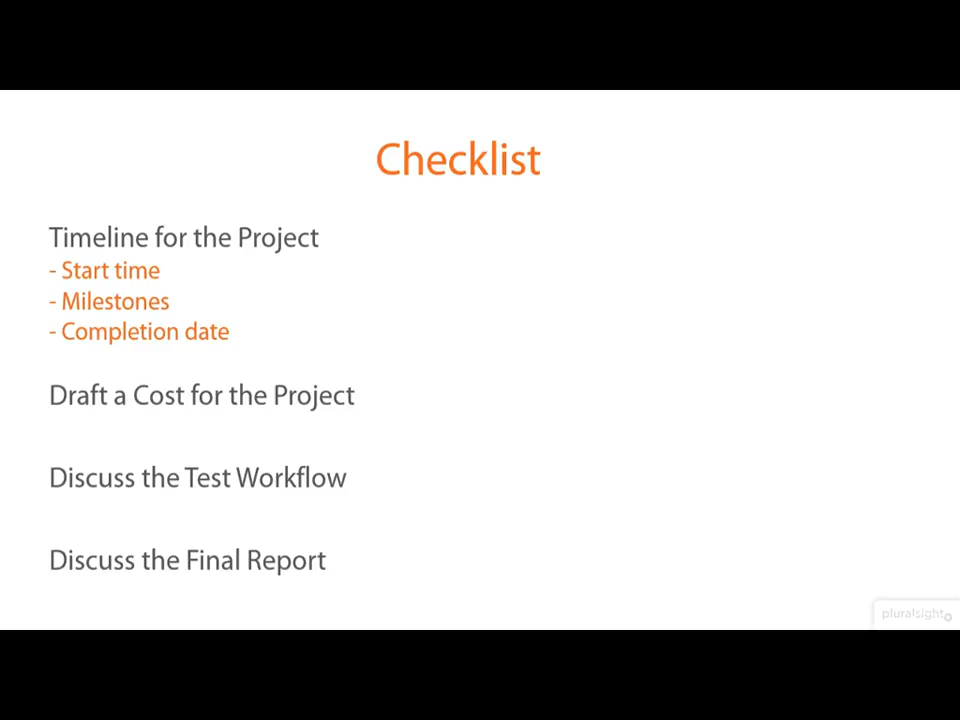 Checklist
Timeline for the Project
- Start time
- Milestones
- Completion date
Draft a Cost for the Project
Discuss the Test Workflow
Discuss the Final Report
pluralsight